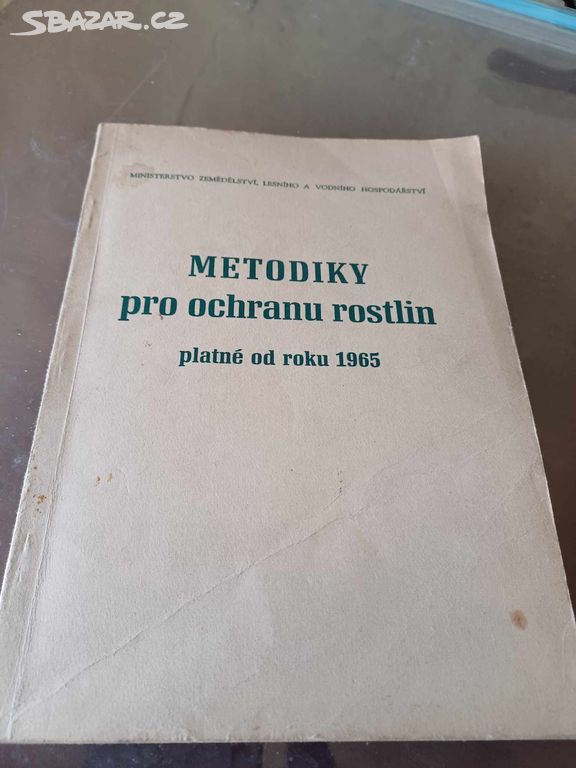 SBAZAR.CZ
MINISTERSTVO ZEMĚDĚLSTVÍ, LESNÍHO A VODNÍHO HOSPODÁŘSTVÍ
METODIKY
pro ochranu rostlin
platné od roku 1965